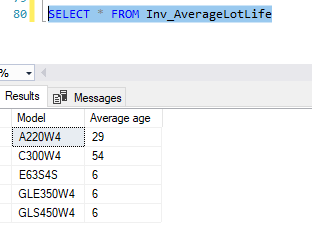 80 SELECT * FROM Inv_AverageLotLife
%
Results Messages
Model Average age
A220W4 29
C300W4 54
E63S4S 6
GLE350W4 6
GLS450W4 6